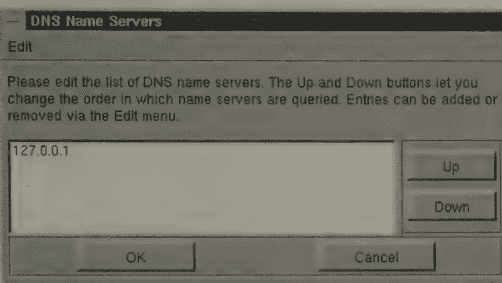 DNS Name Servers
Edit
Please edit the list of DNS name servers. The Up and Down buttons let you
change the order in which name servers are queried. Entries can be added or
removed via the Edit menu.
127.0.0.1
Up
Down
OK
Cancel